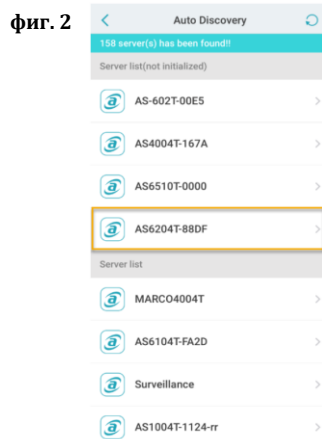 фиг. 2
Auto Discovery
158 server(s) has been found!!
Server list(not initialized)
AS-602T-00E5
AS4004T-167A
AS6510T-0000
AS6204T-88DF
Server list
MARCO4004T
AS6104T-FA2D
Surveillance
AS1004T-1124-rr